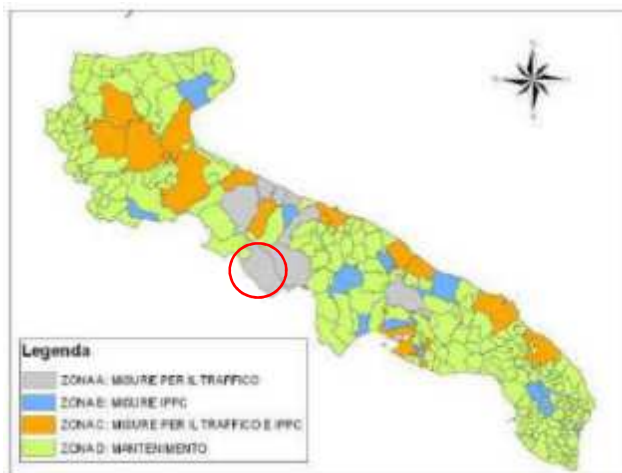 Legenda
ZONA A: MISURE PER IL TRAFFICO
ZONA B: MISURE IPPC
ZONA C: MISURE PER IL TRAFFICO E IPPC
ZONA D: MANTENIMENTO